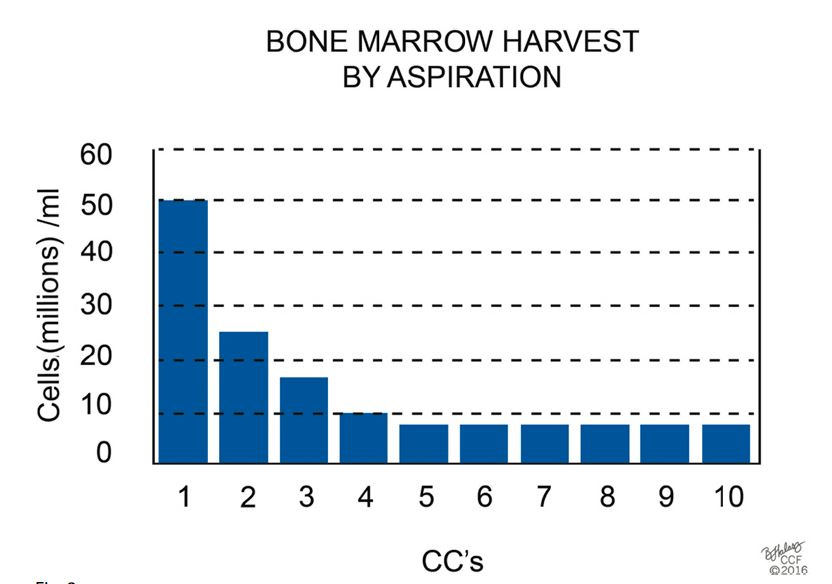 BONE MARROW HARVEST
BY ASPIRATION
60
50
40
30
20
10
0
Cells (millions) /ml
1 2 3 4 5 6 7 8 9 10
CC's
CCF
©2016